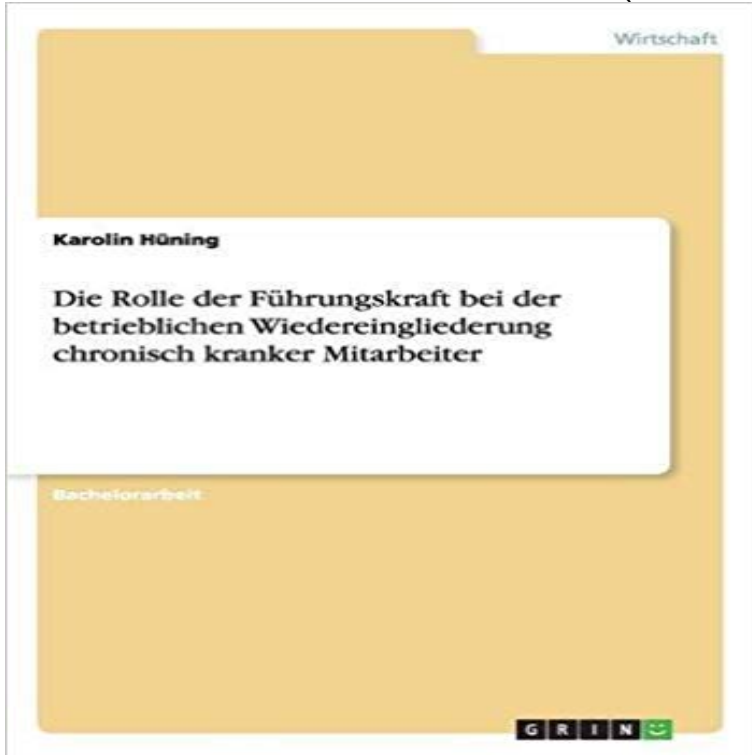 Wirtschaft
Karolin Hüning
Die Rolle der Führungskraft bei der
betrieblichen Wiedereingliederung
chronisch kranker Mitarbeiter
Bachelorarbeit
GRIN